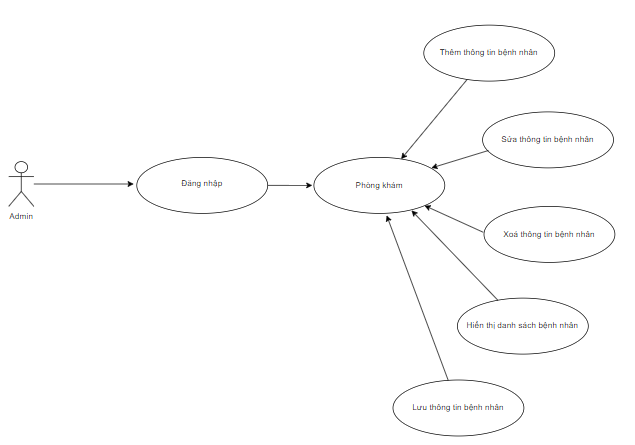 Thêm thông tin bệnh nhân
Sửa thông tin bệnh nhân
Đăng nhập
Phòng khám
Admin
Xoá thông tin bệnh nhân
Hiển thị danh sách bệnh nhân
Lưu thông tin bệnh nhân